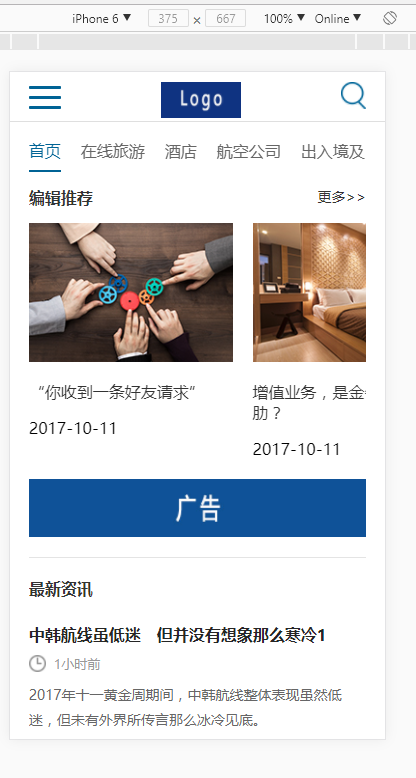 iPhone 6 ▼ 375 × 667 100% ▼ Online ▼
Logo
首页 在线旅游 酒店 航空公司 出入境及
编辑推荐 更多>>
“你收到一条好友请求” 增值业务，是金
肋？
2017-10-11
2017-10-11
广告
最新资讯
中韩航线虽低迷 但并没有想象那么寒冷1
1小时前
2017年十一黄金周期间，中韩航线整体表现虽然低
迷，但未有外界所传言那么冰冷见底。